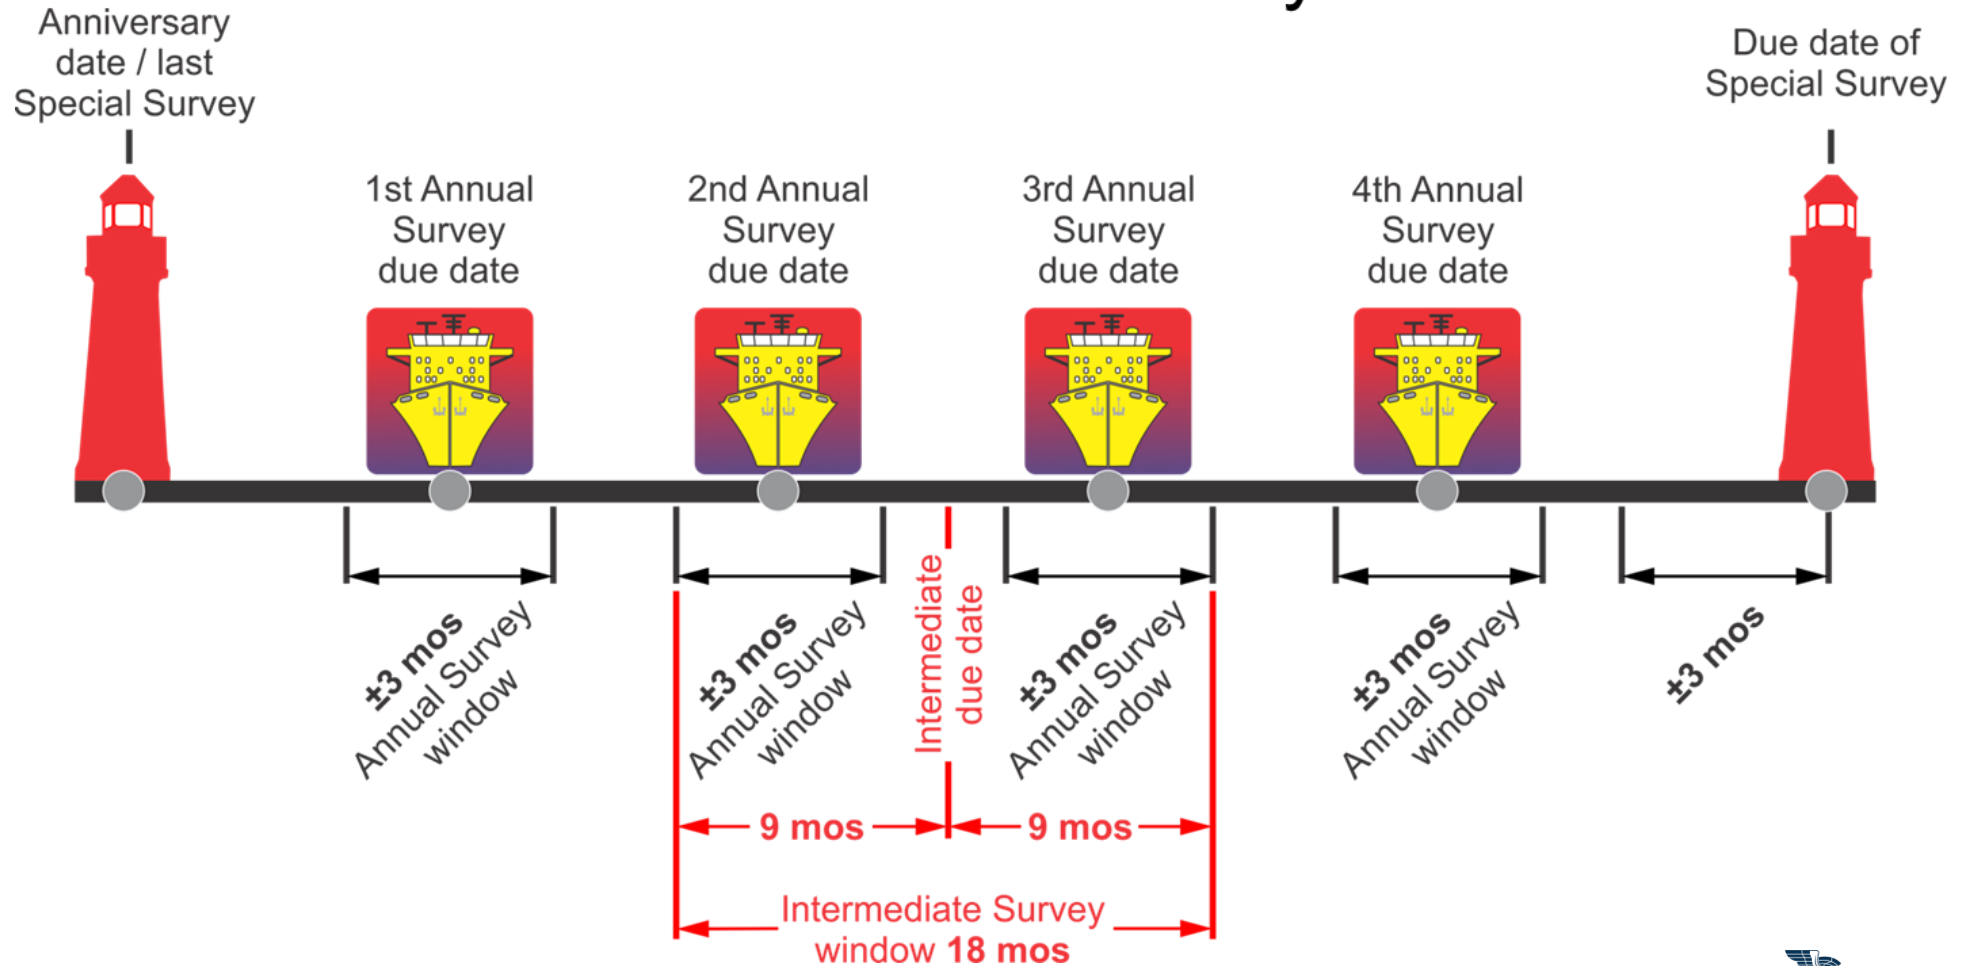 Anniversary
date / last
Special Survey
Due date of
Special Survey
1st Annual
Survey
due date
2nd Annual
Survey
due date
3rd Annual
Survey
due date
4th Annual
Survey
due date
±3 mos
Annual Survey
window
±3 mos
Annual Survey
window
Intermediate
due date
±3 mos
Annual Survey
window
±3 mos
Annual Survey
window
±3 mos
9 mos
9 mos
Intermediate Survey
window 18 mos